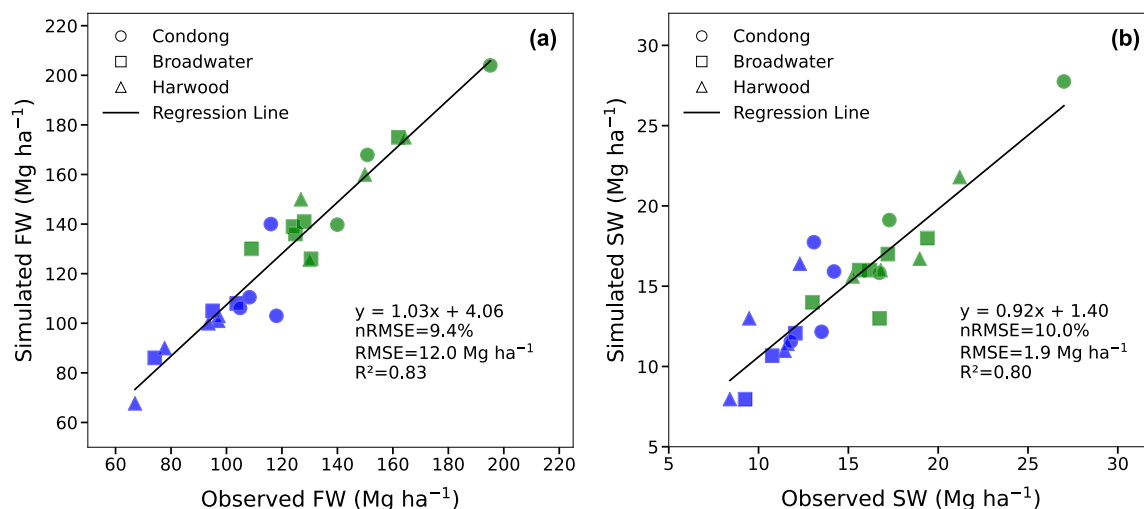 (a)
Condong
Broadwater
Harwood
Regression Line
Simulated FW (Mg ha⁻¹)
200
180
160
140
120
100
80
60
y = 1.03x + 4.06
nRMSE=9.4%
RMSE=12.0 Mg ha⁻¹
R²=0.83
60 80 100 120 140 160 180 200 220
Observed FW (Mg ha⁻¹)
(b)
Condong
Broadwater
Harwood
Regression Line
Simulated SW (Mg ha⁻¹)
30
25
20
15
10
5
y = 0.92x + 1.40
nRMSE=10.0%
RMSE=1.9 Mg ha⁻¹
R²=0.80
5 10 15 20 25 30
Observed SW (Mg ha⁻¹)